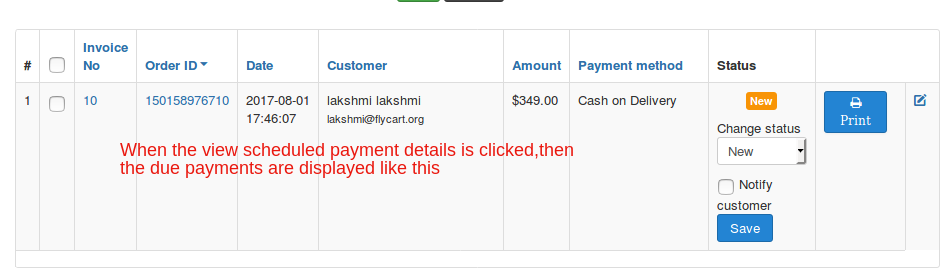 Invoice
# No Order ID Date Customer Amount Payment method Status
1 10 150158976710 2017-08-01 lakshmi lakshmi $349.00 Cash on Delivery New Print
17:46:07 lakshmi@flycart.org
Change status
New
When the view scheduled payment details is clicked,then
the due payments are displayed like this
Notify
customer
Save